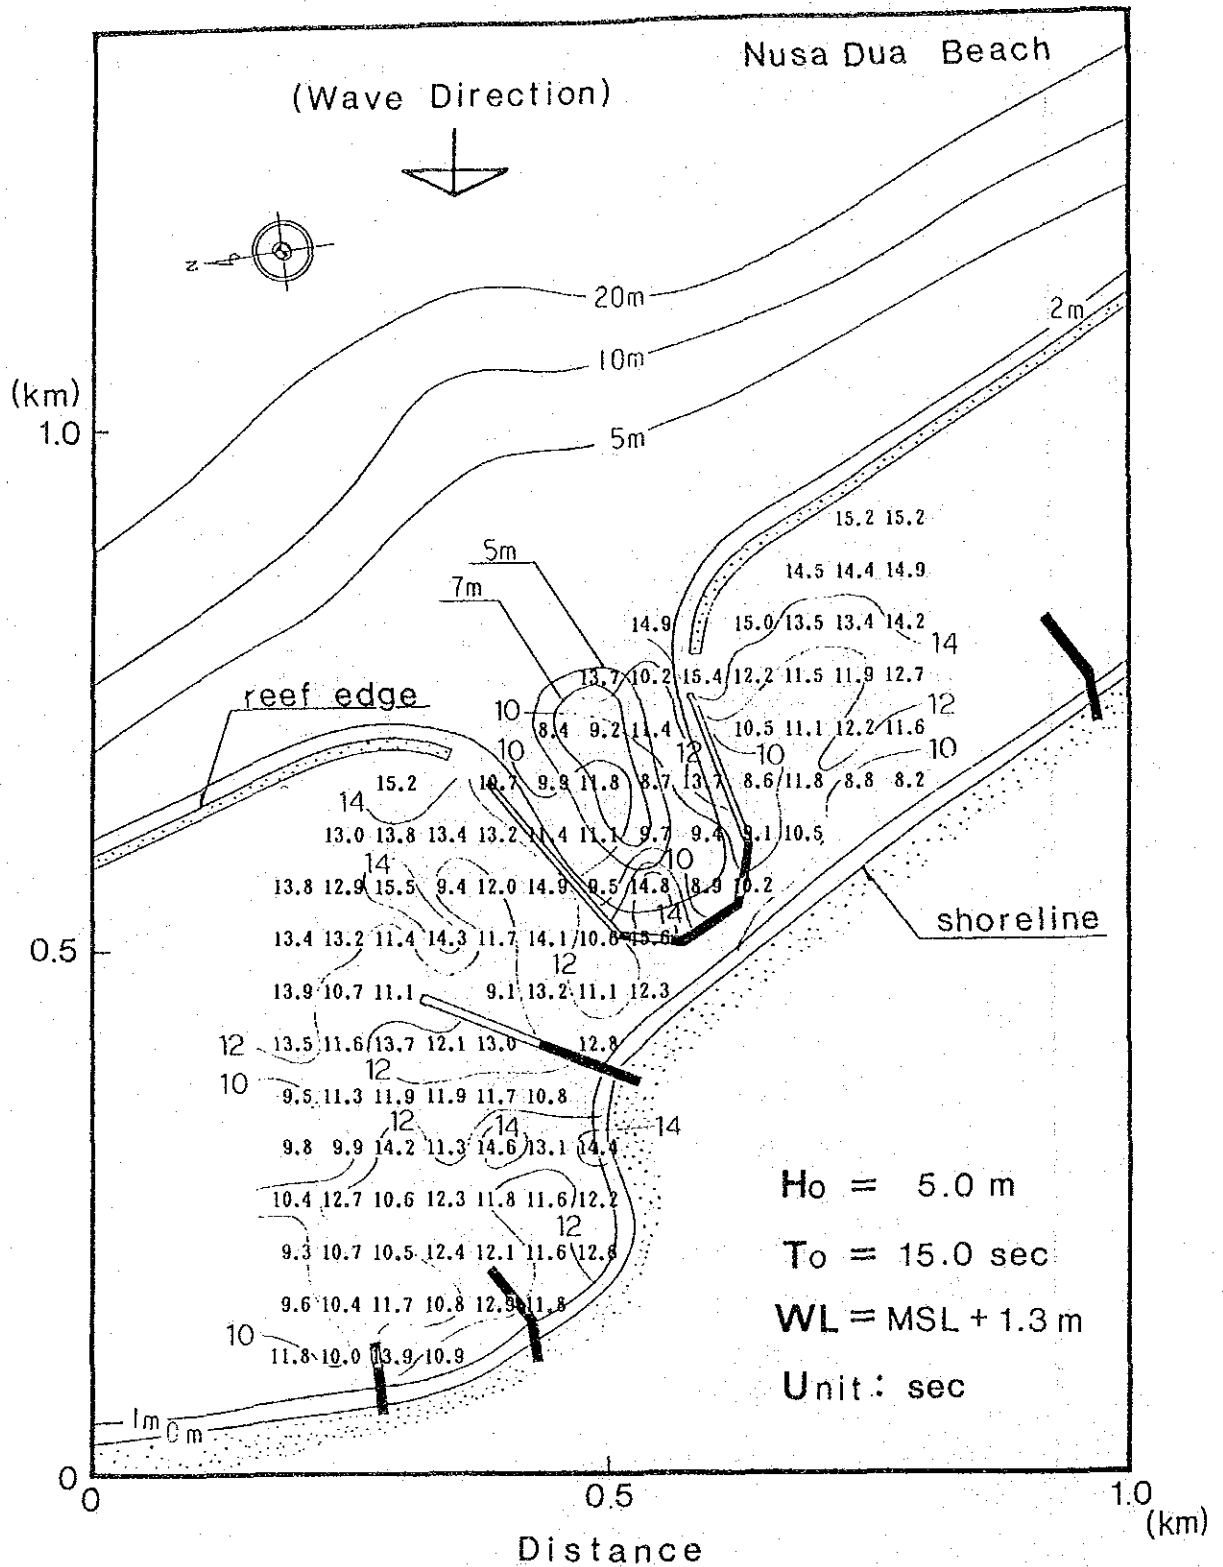 Nusa Dua Beach
(Wave Direction)
N
20m
2m
10m
(km)
1.0
5m
15.2 15.2
5m
14.5 14.4 14.9
7m
14.9 15.0 13.5 13.4 14.2
14
13.7 10.2 15.4 12.2 11.5 11.9 12.7
reef edge
10
12
8.4 9.2 11.4 10.5 11.1 12.2 11.6
10 12 10 10
15.2 10.7 9.9 11.8 8.7 13.7 8.6 11.8 8.8 8.2
14
13.0 13.8 13.4 13.2 11.4 11.1 9.7 9.4 9.1 10.5
14 10
13.8 12.9 15.5 9.4 12.0 14.9 9.5 14.8 8.9 10.2
14
shoreline
0.5
13.4 13.2 11.4 14.3 11.7 14.1 10.6 15.6
12
13.9 10.7 11.1 9.1 13.2 11.1 12.3
12
13.5 11.6 13.7 12.1 13.0 12.8
12
10
9.5 11.3 11.9 11.9 11.7 10.8
12 14 14
9.8 9.9 14.2 11.3 14.6 13.1 14.4
10.4 12.7 10.6 12.3 11.8 11.6 12.2
12
9.3 10.7 10.5 12.4 12.1 11.6 12.8
9.6 10.4 11.7 10.8 12.9 11.8
10
11.8 10.0 13.9 10.9
Ho = 5.0 m
To = 15.0 sec
WL = MSL + 1.3 m
Unit : sec
1m
0m
0
0 0.5 1.0
(km)
Distance